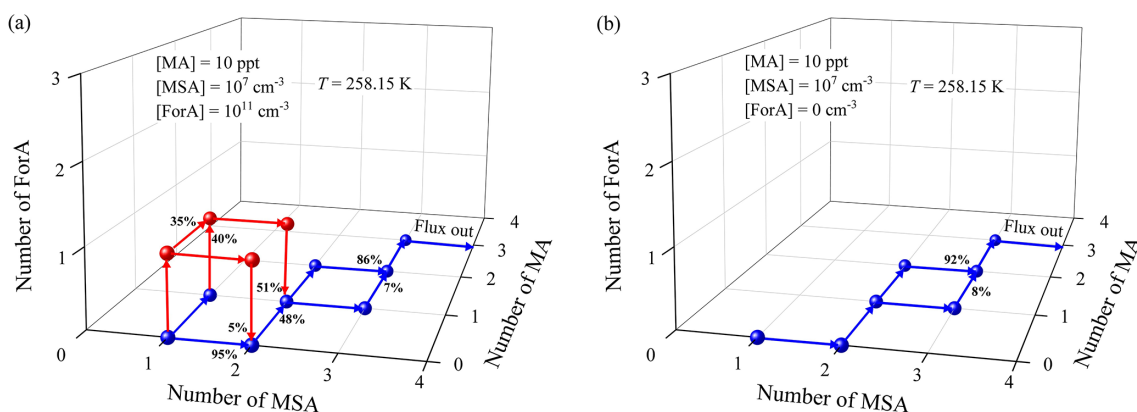 (a)
[MA] = 10 ppt
[MSA] = 10⁷ cm⁻³
[ForA] = 10¹¹ cm⁻³
T = 258.15 K
Number of ForA
3
2
1
0
1
2
3
4
Number of MSA
0
1
2
3
4
Number of MA
Flux out
35%
40%
51%
5%
95%
48%
86%
7%
(b)
[MA] = 10 ppt
[MSA] = 10⁷ cm⁻³
[ForA] = 0 cm⁻³
T = 258.15 K
Number of ForA
3
2
1
0
1
2
3
4
Number of MSA
0
1
2
3
4
Number of MA
Flux out
92%
8%